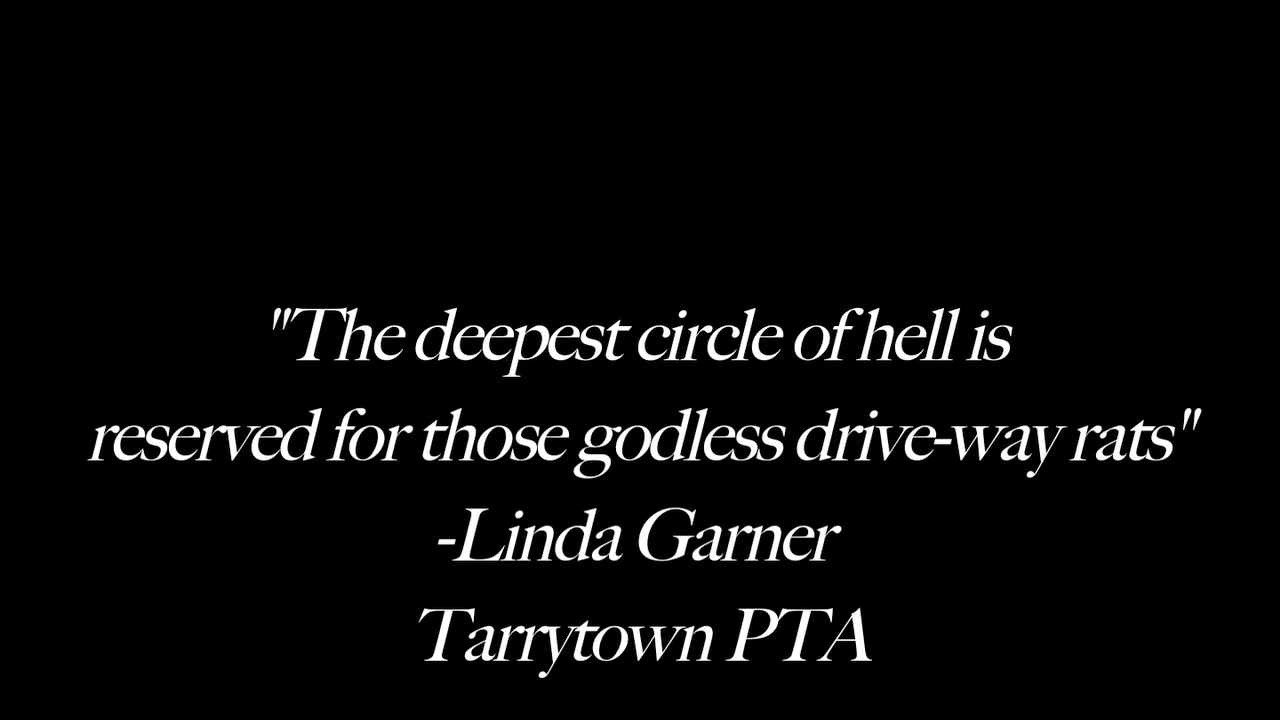 "The deepest circle of hell is
reserved for those godless drive-way rats"
-Linda Garner
Tarrytown PTA